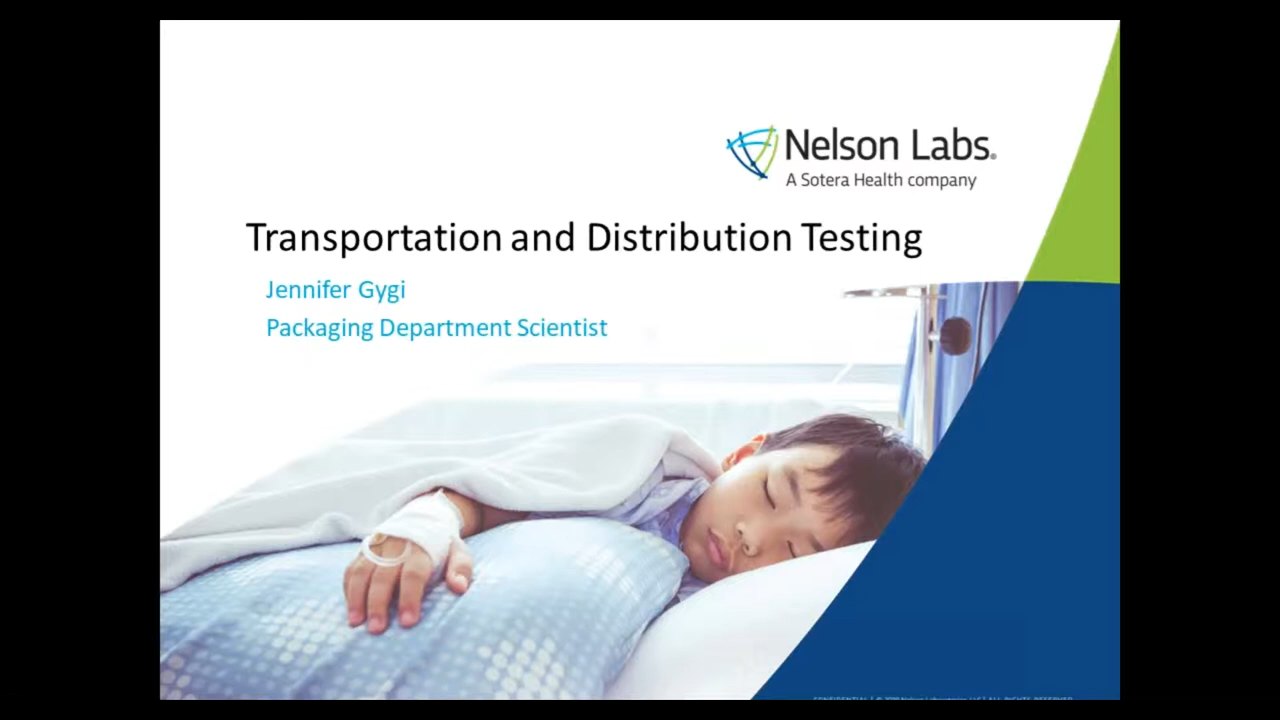 Nelson Labs.
A Sotera Health company
Transportation and Distribution Testing
Jennifer Gygi
Packaging Department Scientist